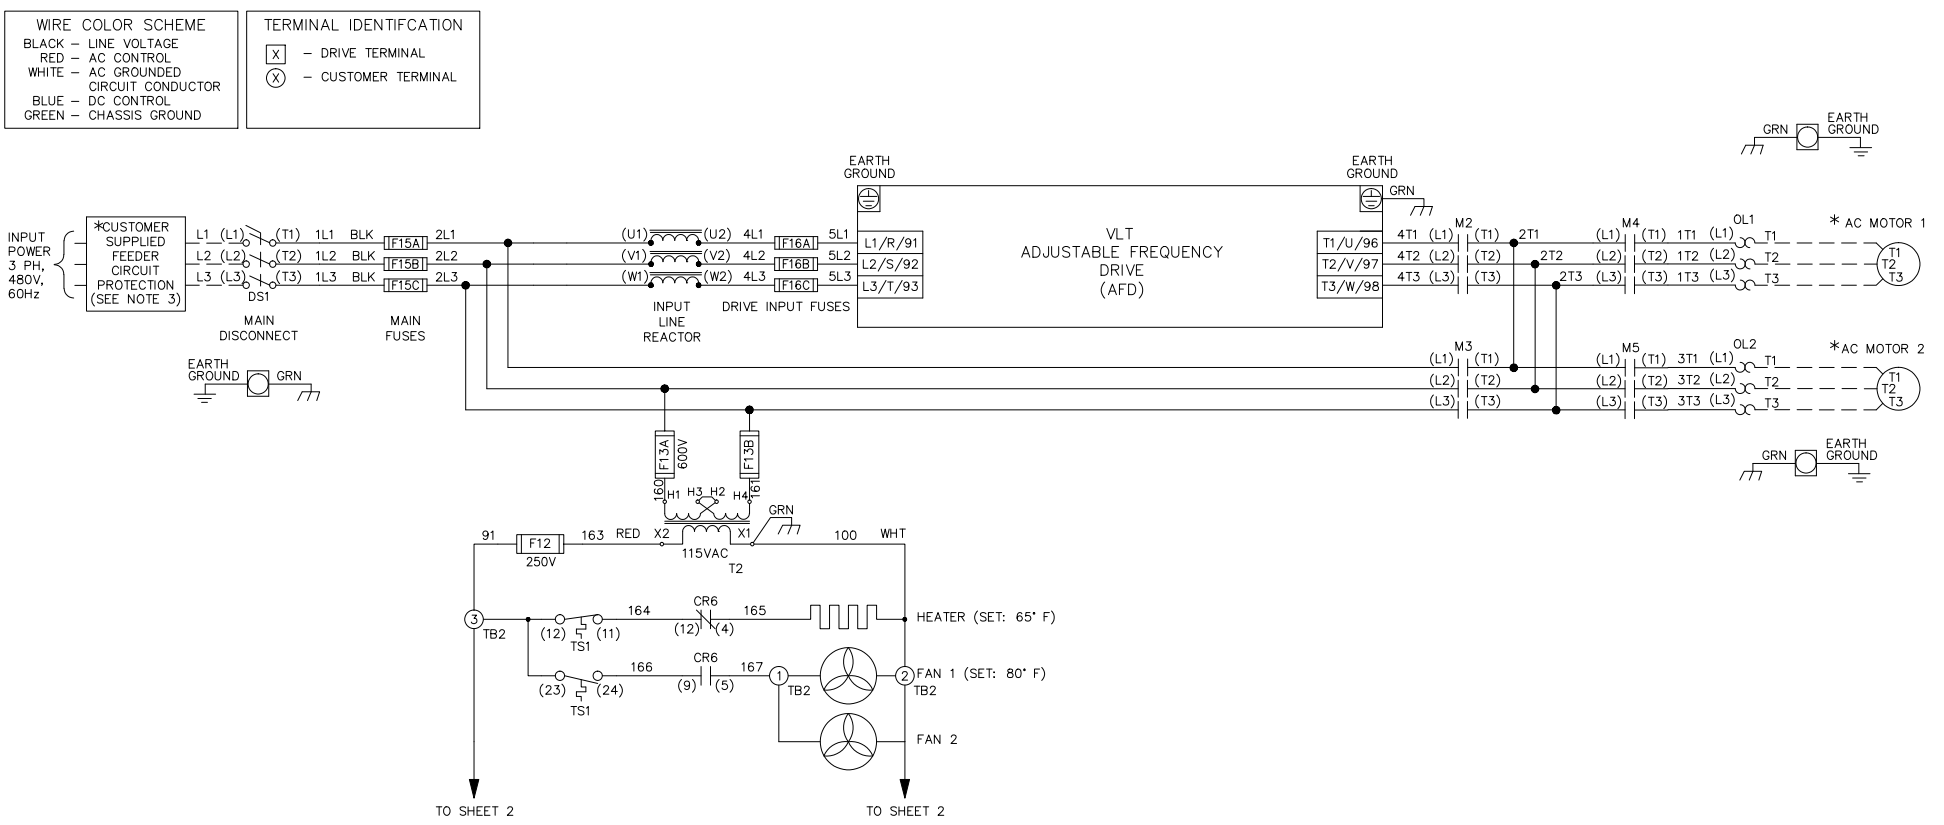 WIRE COLOR SCHEME
BLACK – LINE VOLTAGE
RED – AC CONTROL
WHITE – AC GROUNDED
CIRCUIT CONDUCTOR
BLUE – DC CONTROL
GREEN – CHASSIS GROUND
TERMINAL IDENTIFCATION
X – DRIVE TERMINAL
X – CUSTOMER TERMINAL
GRN
EARTH
GROUND
INPUT
POWER
3 PH,
480V,
60Hz
*CUSTOMER
SUPPLIED
FEEDER
CIRCUIT
PROTECTION
(SEE NOTE 3)
L1 (L1) (T1) 1L1 BLK F15A 2L1
L2 (L2) (T2) 1L2 BLK F15B 2L2
L3 (L3) (T3) 1L3 BLK F15C 2L3
DS1
MAIN
DISCONNECT
MAIN
FUSES
EARTH
GROUND
GRN
(U1) (U2) 4L1 F16A 5L1
(V1) (V2) 4L2 F16B 5L2
(W1) (W2) 4L3 F16C 5L3
INPUT
LINE
REACTOR
DRIVE INPUT FUSES
EARTH
GROUND
L1/R/91
L2/S/92
L3/T/93
VLT
ADJUSTABLE FREQUENCY
DRIVE
(AFD)
EARTH
GROUND
GRN
T1/U/96
T2/V/97
T3/W/98
M2
M4
OL1
* AC MOTOR 1
4T1 (L1) (T1) 2T1 (L1) (T1) 1T1 (L1) T1
4T2 (L2) (T2) 2T2 (L2) (T2) 1T2 (L2) T2
4T3 (L3) (T3) 2T3 (L3) (T3) 1T3 (L3) T3
T1
T2
T3
M3
M5
OL2
*AC MOTOR 2
(L1) (T1) (L1) (T1) 3T1 (L1) T1
(L2) (T2) (L2) (T2) 3T2 (L2) T2
(L3) (T3) (L3) (T3) 3T3 (L3) T3
T1
T2
T3
GRN
EARTH
GROUND
F13A
600V
F13B
160
161
H1 H3 H2 H4
GRN
91 F12 163 RED X2 X1 100 WHT
250V
115VAC
T2
3
TB2
164
CR6
165
(12) (11)
TS1
(12) (4)
HEATER (SET: 65° F)
166
CR6
167
(23) (24)
TS1
(9) (5)
1
TB2
2
TB2
FAN 1 (SET: 80° F)
FAN 2
TO SHEET 2
TO SHEET 2